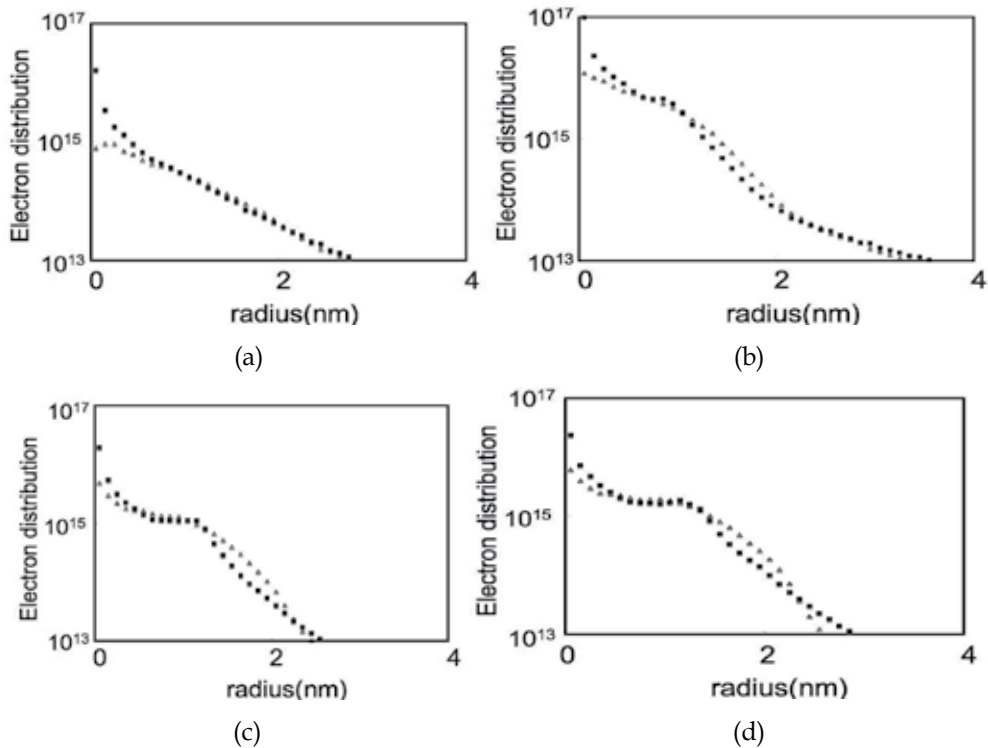 10^17
Electron distribution
10^15
10^13
0
2
4
radius(nm)
(a)
10^17
Electron distribution
10^15
10^13
0
2
4
radius(nm)
(b)
10^17
Electron distribution
10^15
10^13
0
2
4
radius(nm)
(c)
10^17
Electron distribution
10^15
10^13
0
2
4
radius(nm)
(d)